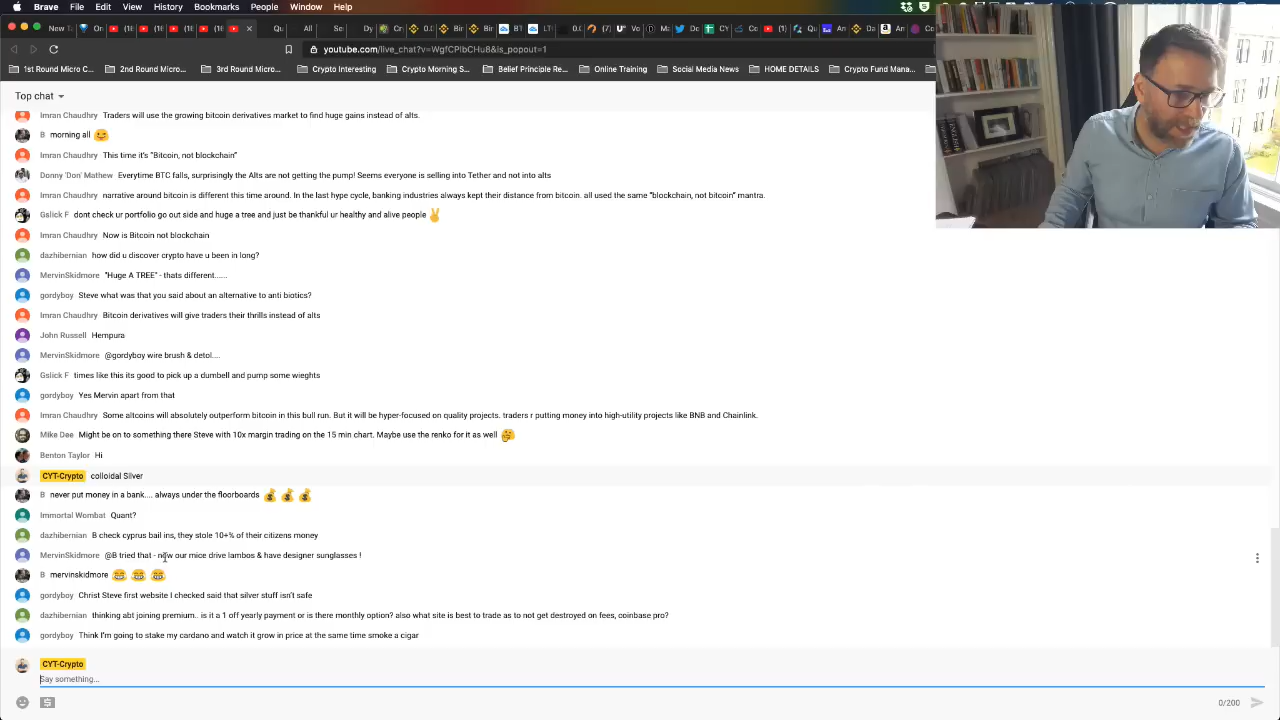 Brave File Edit View History Bookmarks People Window Help
youtube.com/live_chat?v=WgfCPIbCHu8&is_popout=1
1st Round Micro C... 2nd Round Micro... 3rd Round Micro... Crypto Interesting Crypto Morning S... Belief Principle Re... Online Training Social Media News HOME DETAILS Crypto Fund Mana...
Top chat
Imran Chaudhry Traders will use the growing bitcoin derivatives market to find huge gains instead of alts.
B morning all
Imran Chaudhry This time it's "Bitcoin, not blockchain"
Donny 'Don' Mathew Everytime BTC falls, surprisingly the Alts are not getting the pump! Seems everyone is selling into Tether and not into alts
Imran Chaudhry narrative around bitcoin is different this time around. In the last hype cycle, banking industries always kept their distance from bitcoin. all used the same "blockchain, not bitcoin" mantra.
Gslick F dont check ur portfolio go out side and huge a tree and just be thankful ur healthy and alive people
Imran Chaudhry Now is Bitcoin not blockchain
dazhibernian how did u discover crypto have u been in long?
MervinSkidmore "Huge A TREE" - thats different......
gordyboy Steve what was that you said about an alternative to anti biotics?
Imran Chaudhry Bitcoin derivatives will give traders their thrills instead of alts
John Russell Hempura
MervinSkidmore @gordyboy wire brush & detol....
Gslick F times like this its good to pick up a dumbell and pump some wieghts
gordyboy Yes Mervin apart from that
Imran Chaudhry Some altcoins will absolutely outperform bitcoin in this bull run. But it will be hyper-focused on quality projects. traders r putting money into high-utility projects like BNB and Chainlink.
Mike Dee Might be on to something there Steve with 10x margin trading on the 15 min chart. Maybe use the renko for it as well
Benton Taylor Hi
CYT-Crypto colloidal Silver
B never put money in a bank.... always under the floorboards
Immortal Wombat Quant?
dazhibernian B check cyprus bail ins, they stole 10+% of their citizens money
MervinSkidmore @B tried that - now our mice drive lambos & have designer sunglasses !
B mervinskidmore
gordyboy Christ Steve first website I checked said that silver stuff isn't safe
dazhibernian thinking abt joining premium.. is it a 1 off yearly payment or is there monthly option? also what site is best to trade as to not get destroyed on fees, coinbase pro?
gordyboy Think I'm going to stake my cardano and watch it grow in price at the same time smoke a cigar
CYT-Crypto
Say something...
0/200